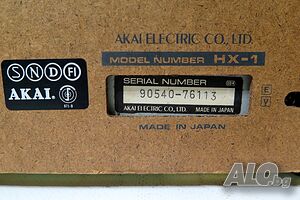 AKAI ELECTRIC CO., LTD.
MODEL NUMBER HX-1
S N D FI
AKAI.
SERIAL NUMBER
90540-76113
AKAI ELECTRIC CO., LTD. MADE IN JAPAN
E
V
MADE IN JAPAN
ALO.bg